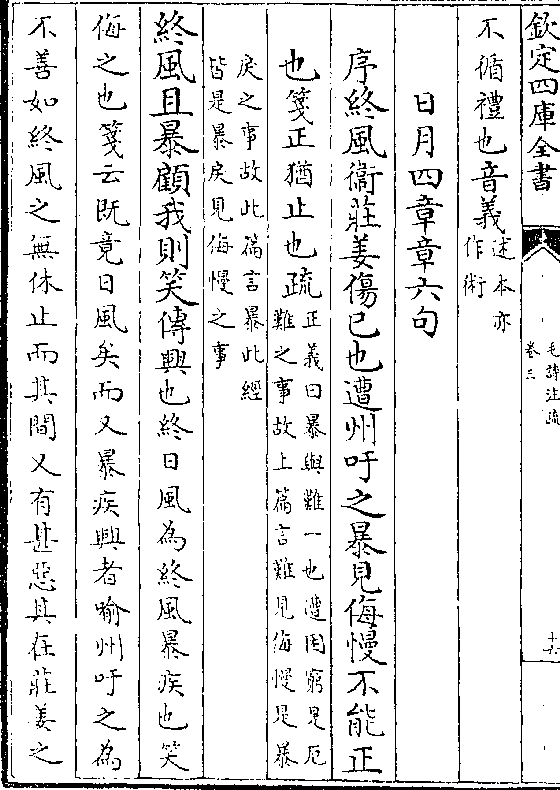 欽定四庫全書
毛詩注疏
卷三
十六
不循禮也音義述本亦
作術
日月四章章六句
序終風衞莊姜傷已也遭州吁之暴見侮慢不能正
也箋正猶止也疏正義曰暴與難一也遭困窮是厄
難之事故上篇言難見侮慢是暴
戾之事故此篇言暴此經
皆是暴戾見侮慢之事
終風且暴顧我則笑傳興也終日風為終風暴疾也笑
侮之也箋云既竟日風矣而又暴疾興者喻州吁之為
不善如終風之無休止而其間又有甚惡其在莊姜之